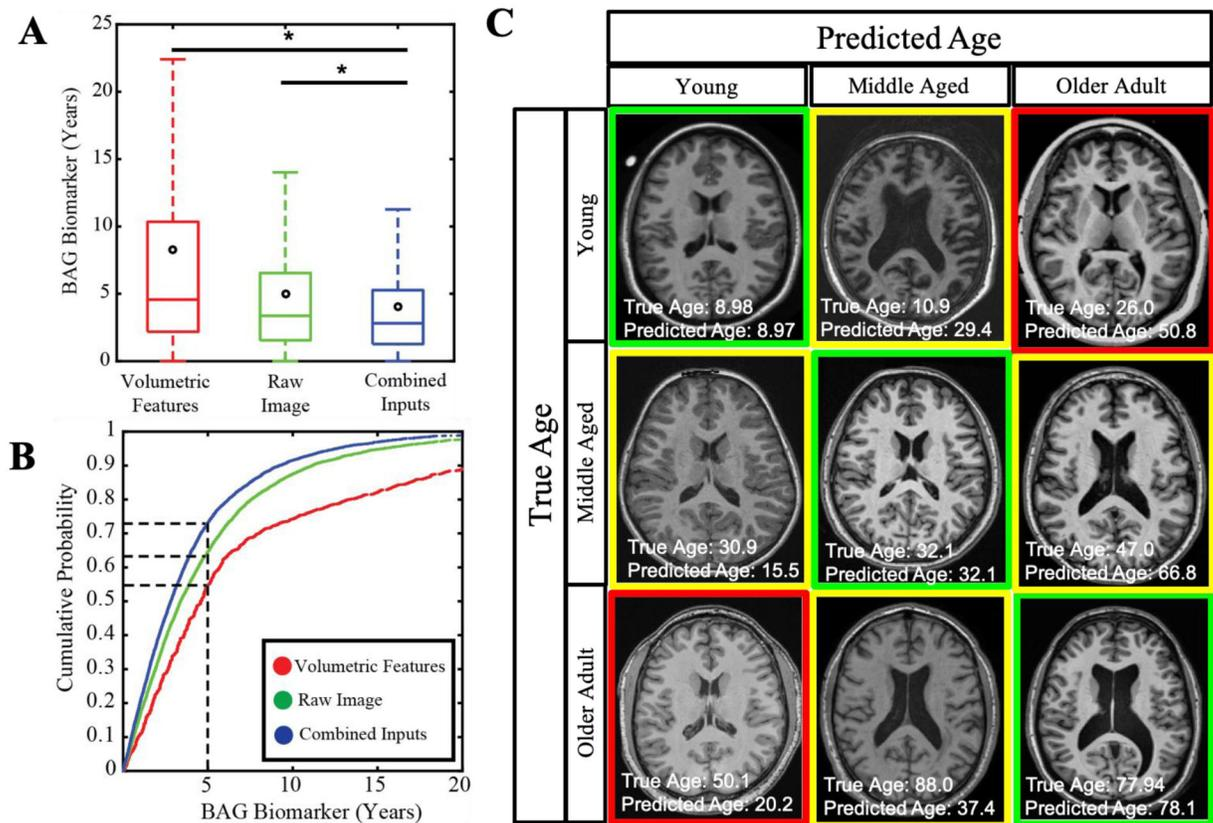 A
25
20
15
10
5
0
BAG Biomarker (Years)
*
*
Volumetric
Features
Raw
Image
Combined
Inputs
B
1
0.9
0.8
0.7
0.6
0.5
0.4
0.3
0.2
0.1
0
Cumulative Probability
Volumetric Features
Raw Image
Combined Inputs
5
10
15
20
BAG Biomarker (Years)
C
Predicted Age
Young
Middle Aged
Older Adult
True Age
Young
True Age: 8.98
Predicted Age: 8.97
True Age: 10.9
Predicted Age: 29.4
True Age: 26.0
Predicted Age: 50.8
Middle Aged
True Age: 30.9
Predicted Age: 15.5
True Age: 32.1
Predicted Age: 32.1
True Age: 47.0
Predicted Age: 66.8
Older Adult
True Age: 50.1
Predicted Age: 20.2
True Age: 88.0
Predicted Age: 37.4
True Age: 77.94
Predicted Age: 78.1